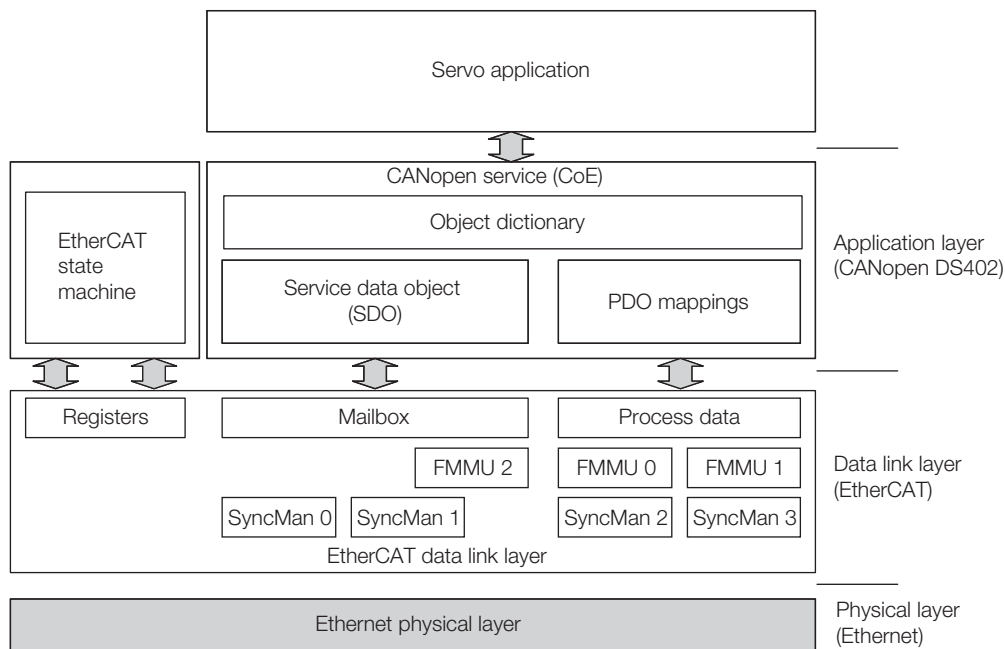 Servo application
CANopen service (CoE)
Object dictionary
EtherCAT
state
machine
Service data object
(SDO)
PDO mappings
Application layer
(CANopen DS402)
Registers
Mailbox
Process data
FMMU 2
FMMU 0
FMMU 1
Data link layer
(EtherCAT)
SyncMan 0
SyncMan 1
SyncMan 2
SyncMan 3
EtherCAT data link layer
Ethernet physical layer
Physical layer
(Ethernet)